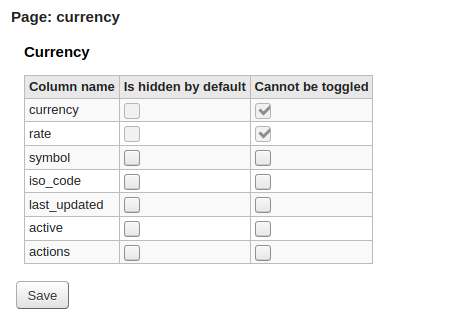 Page: currency
Currency
Column name Is hidden by default Cannot be toggled
currency
rate
symbol
iso_code
last_updated
active
actions
Save